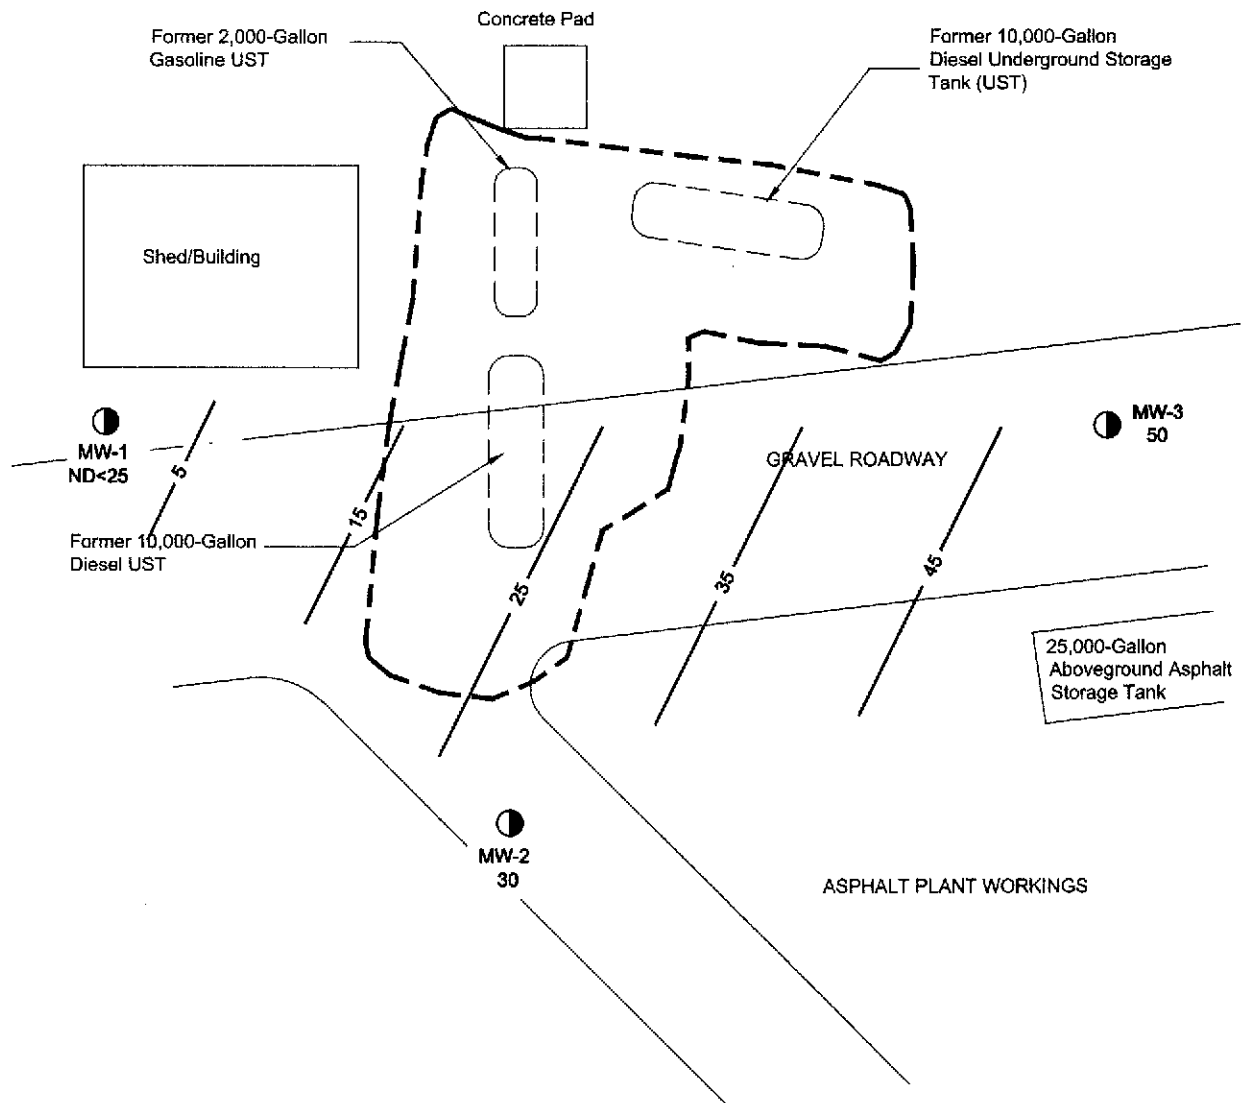 Concrete Pad
Former 2,000-Gallon
Gasoline UST
Former 10,000-Gallon
Diesel Underground Storage
Tank (UST)
Shed/Building
MW-1
ND<25
5
15
25
35
45
GRAVEL ROADWAY
MW-3
50
Former 10,000-Gallon
Diesel UST
25,000-Gallon
Aboveground Asphalt
Storage Tank
MW-2
30
ASPHALT PLANT WORKINGS